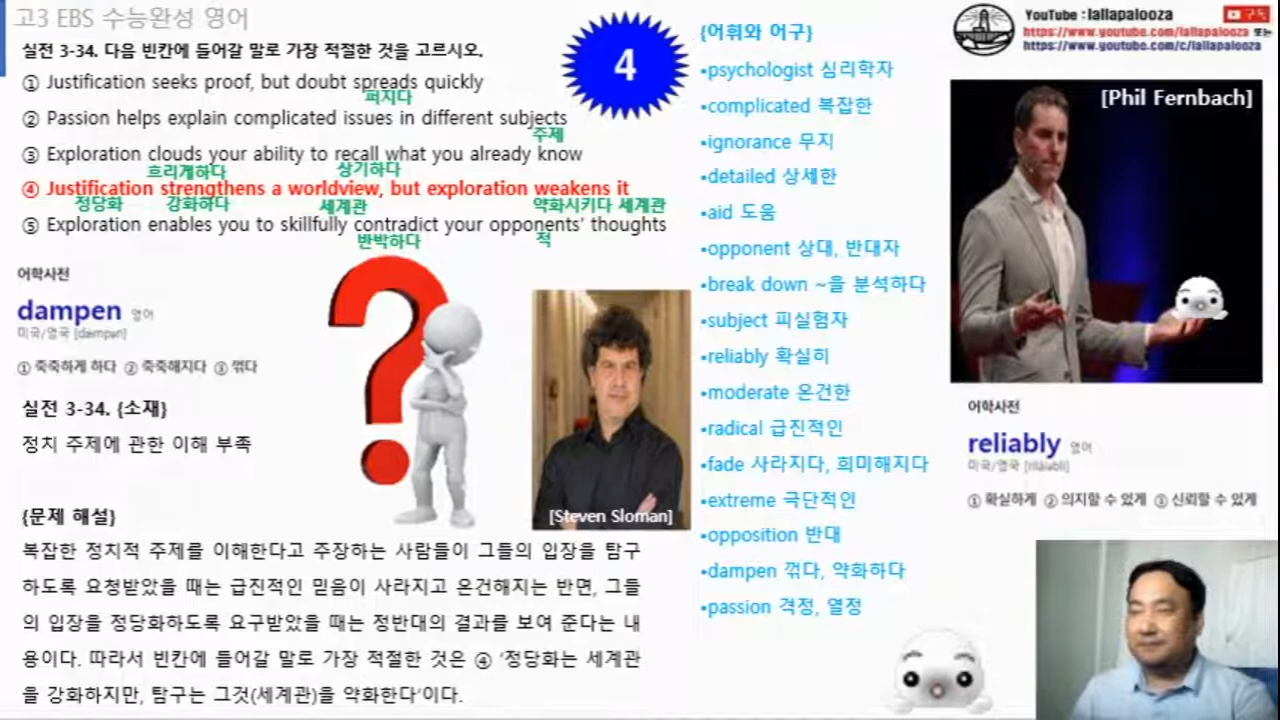 고3 EBS 수능완성 영어
실전 3-34. 다음 빈칸에 들어갈 말로 가장 적절한 것을 고르시오.
① Justification seeks proof, but doubt spreads quickly
퍼지다
② Passion helps explain complicated issues in different subjects
주제
③ Exploration clouds your ability to recall what you already know
흐리게하다 상기하다
④ Justification strengthens a worldview, but exploration weakens it
정당화 강화하다 세계관 약화시키다 세계관
⑤ Exploration enables you to skillfully contradict your opponents' thoughts
반박하다 적
4
어학사전
dampen 영어
미국/영국 [dæmpən]
① 축축하게 하다 ② 축축해지다 ③ 꺾다
실전 3-34. {소재}
정치 주제에 관한 이해 부족
{문제 해설}
복잡한 정치적 주제를 이해한다고 주장하는 사람들이 그들의 입장을 탐구
하도록 요청받았을 때는 급진적인 믿음이 사라지고 온건해지는 반면, 그들
의 입장을 정당화하도록 요구받았을 때는 정반대의 결과를 보여 준다는 내
용이다. 따라서 빈칸에 들어갈 말로 가장 적절한 것은 ④ '정당화는 세계관
을 강화하지만, 탐구는 그것(세계관)을 약화한다'이다.
[Steven Sloman]
{어휘와 어구}
•psychologist 심리학자
•complicated 복잡한
•ignorance 무지
•detailed 상세한
•aid 도움
•opponent 상대, 반대자
•break down ~을 분석하다
•subject 피실험자
•reliably 확실히
•moderate 온건한
•radical 급진적인
•fade 사라지다, 희미해지다
•extreme 극단적인
•opposition 반대
•dampen 꺾다, 약화하다
•passion 격정, 열정
YouTube : lallapalooza 구독
https://www.youtube.com/lallapalooza 또는
https://www.youtube.com/c/lallapalooza
[Phil Fernbach]
어학사전
reliably 영어
미국/영국 [rɪlaɪəbli]
① 확실하게 ② 의지할 수 있게 ③ 신뢰할 수 있게